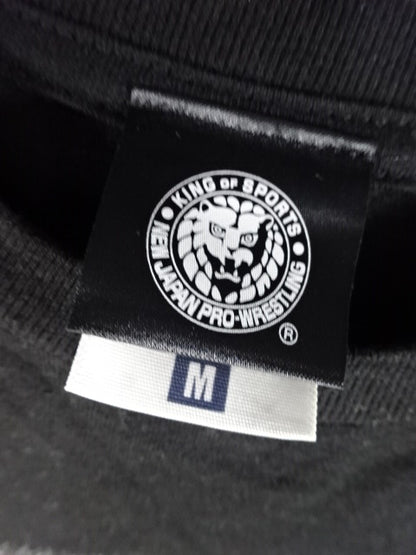 KING OF SPORTS
NEW JAPAN PRO-WRESTLING
®
M